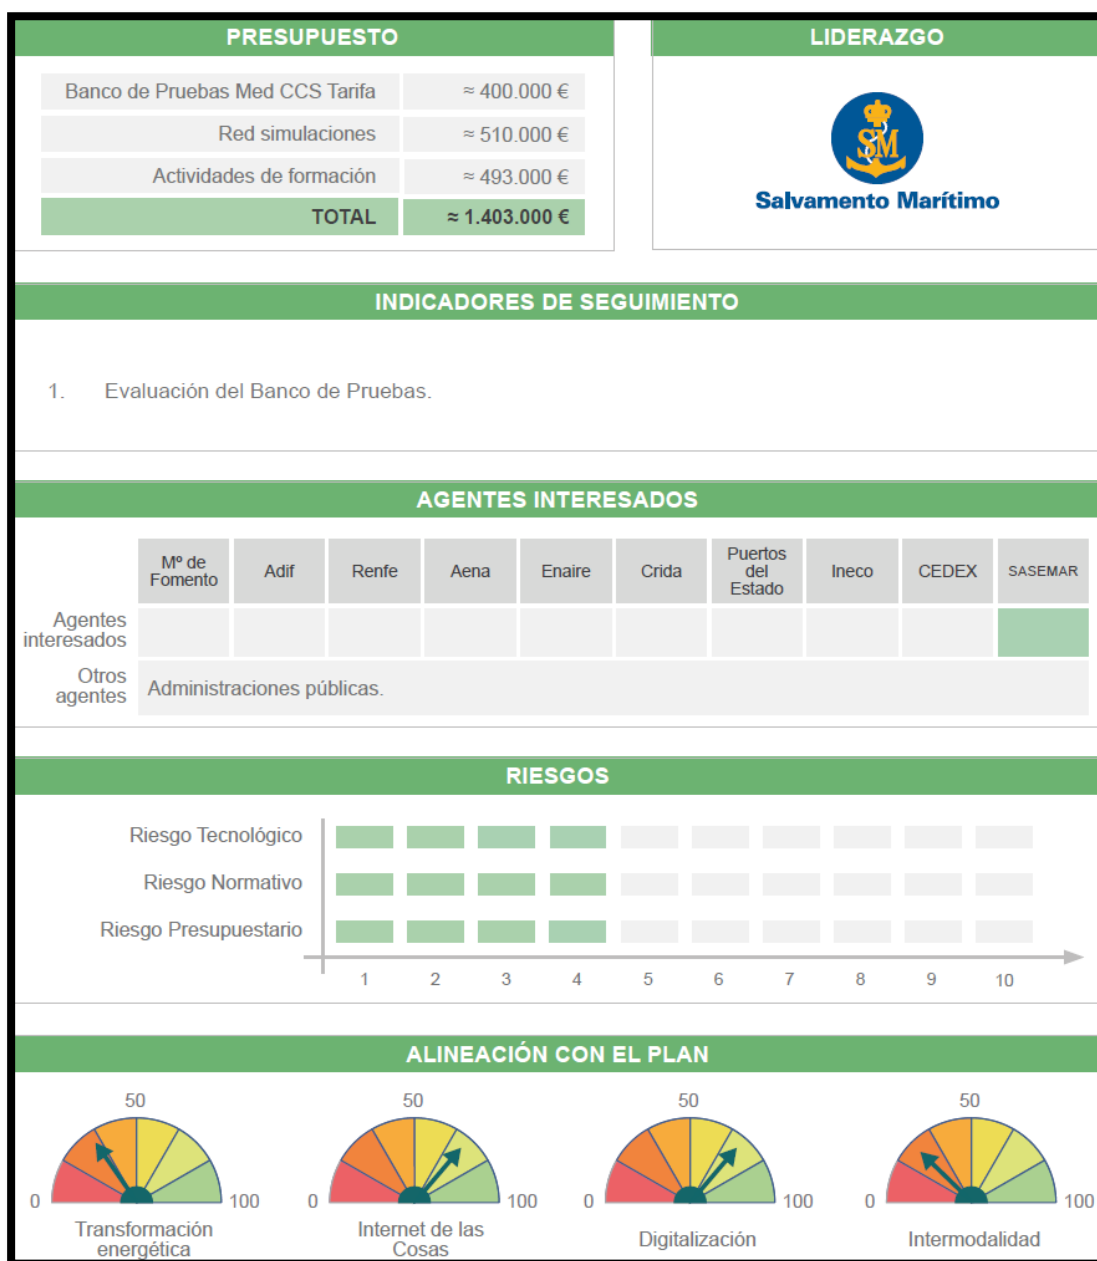 PRESUPUESTO
Banco de Pruebas Med CCS Tarifa ≈ 400.000 €
Red simulaciones ≈ 510.000 €
Actividades de formación ≈ 493.000 €
TOTAL ≈ 1.403.000 €
LIDERAZGO
SM
Salvamento Marítimo
INDICADORES DE SEGUIMIENTO
1. Evaluación del Banco de Pruebas.
AGENTES INTERESADOS
Mº de
Fomento
Adif
Renfe
Aena
Enaire
Crida
Puertos
del
Estado
Ineco
CEDEX
SASEMAR
Agentes
interesados
Otros
agentes
Administraciones públicas.
RIESGOS
Riesgo Tecnológico
Riesgo Normativo
Riesgo Presupuestario
1 2 3 4 5 6 7 8 9 10
ALINEACIÓN CON EL PLAN
50
0 100
Transformación
energética
50
0 100
Internet de las
Cosas
50
0 100
Digitalización
50
0 100
Intermodalidad